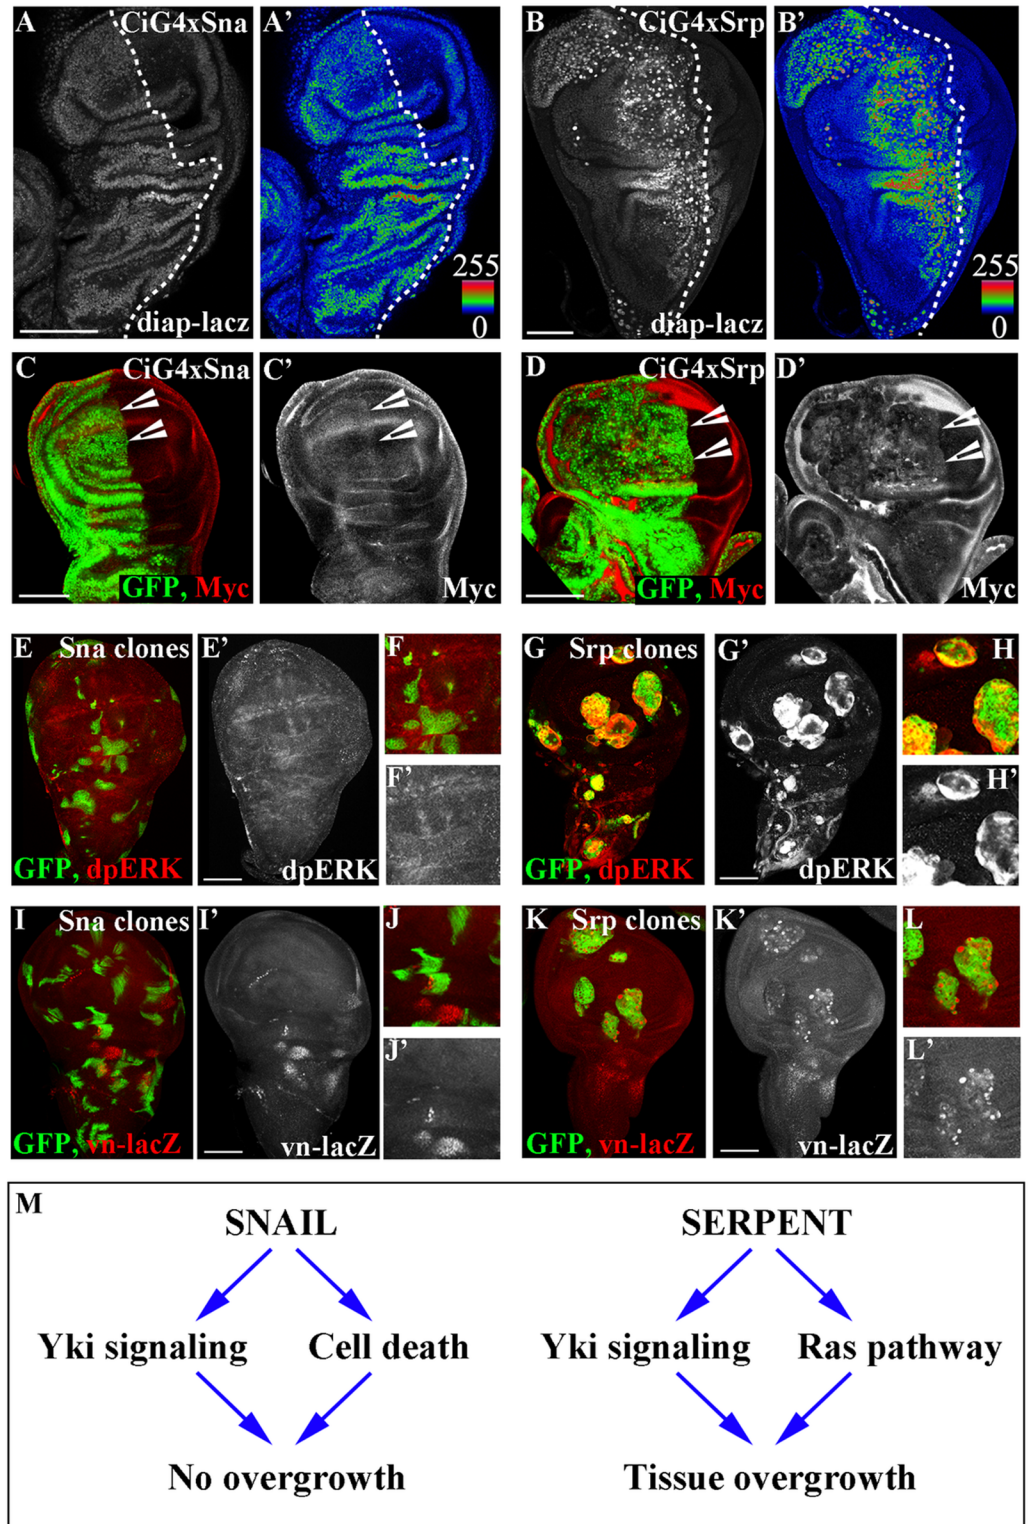 A CiG4xSna A’ B CiG4xSrp B’
255 255
diap-lacz 0 diap-lacz 0
C CiG4xSna C’ D CiG4xSrp D’
GFP, Myc Myc GFP, Myc Myc
E Sna clones E’ F G Srp clones G’ H
F’ H’
GFP, dpERK dpERK GFP, dpERK dpERK
I Sna clones I’ J K Srp clones K’ L
J’ L’
GFP, vn-lacZ vn-lacZ GFP, vn-lacZ vn-lacZ
M
SNAIL SERPENT
Yki signaling Cell death Yki signaling Ras pathway
No overgrowth Tissue overgrowth